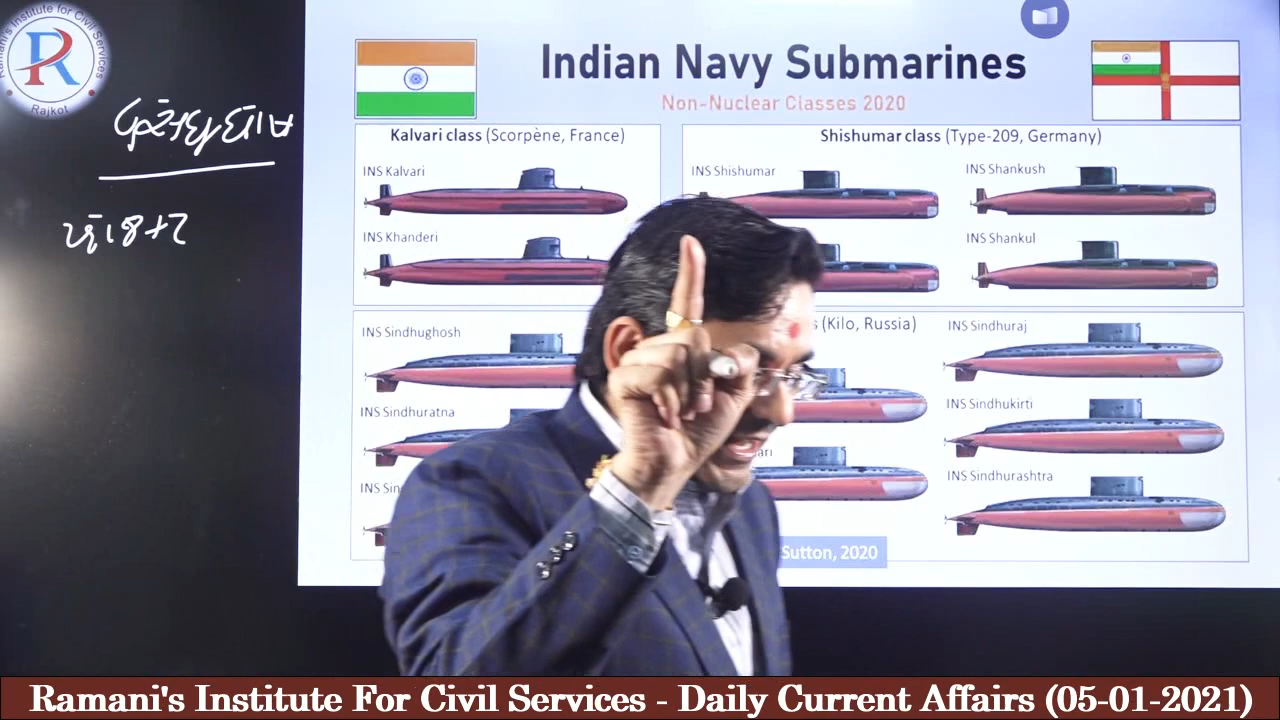 Ramani's Institute for Civil Services
R
Rajkot
Indian Navy Submarines
Non-Nuclear Classes 2020
Kalvari class (Scorpène, France)
INS Kalvari
INS Khanderi
Shishumar class (Type-209, Germany)
INS Shishumar
INS Shankush
INS Shankul
(Kilo, Russia)
INS Sindhughosh
INS Sindhuratna
INS Sindhuraj
INS Sindhukirti
INS Sindhurashtra
Sutton, 2020
Ramani's Institute For Civil Services - Daily Current Affairs (05-01-2021)